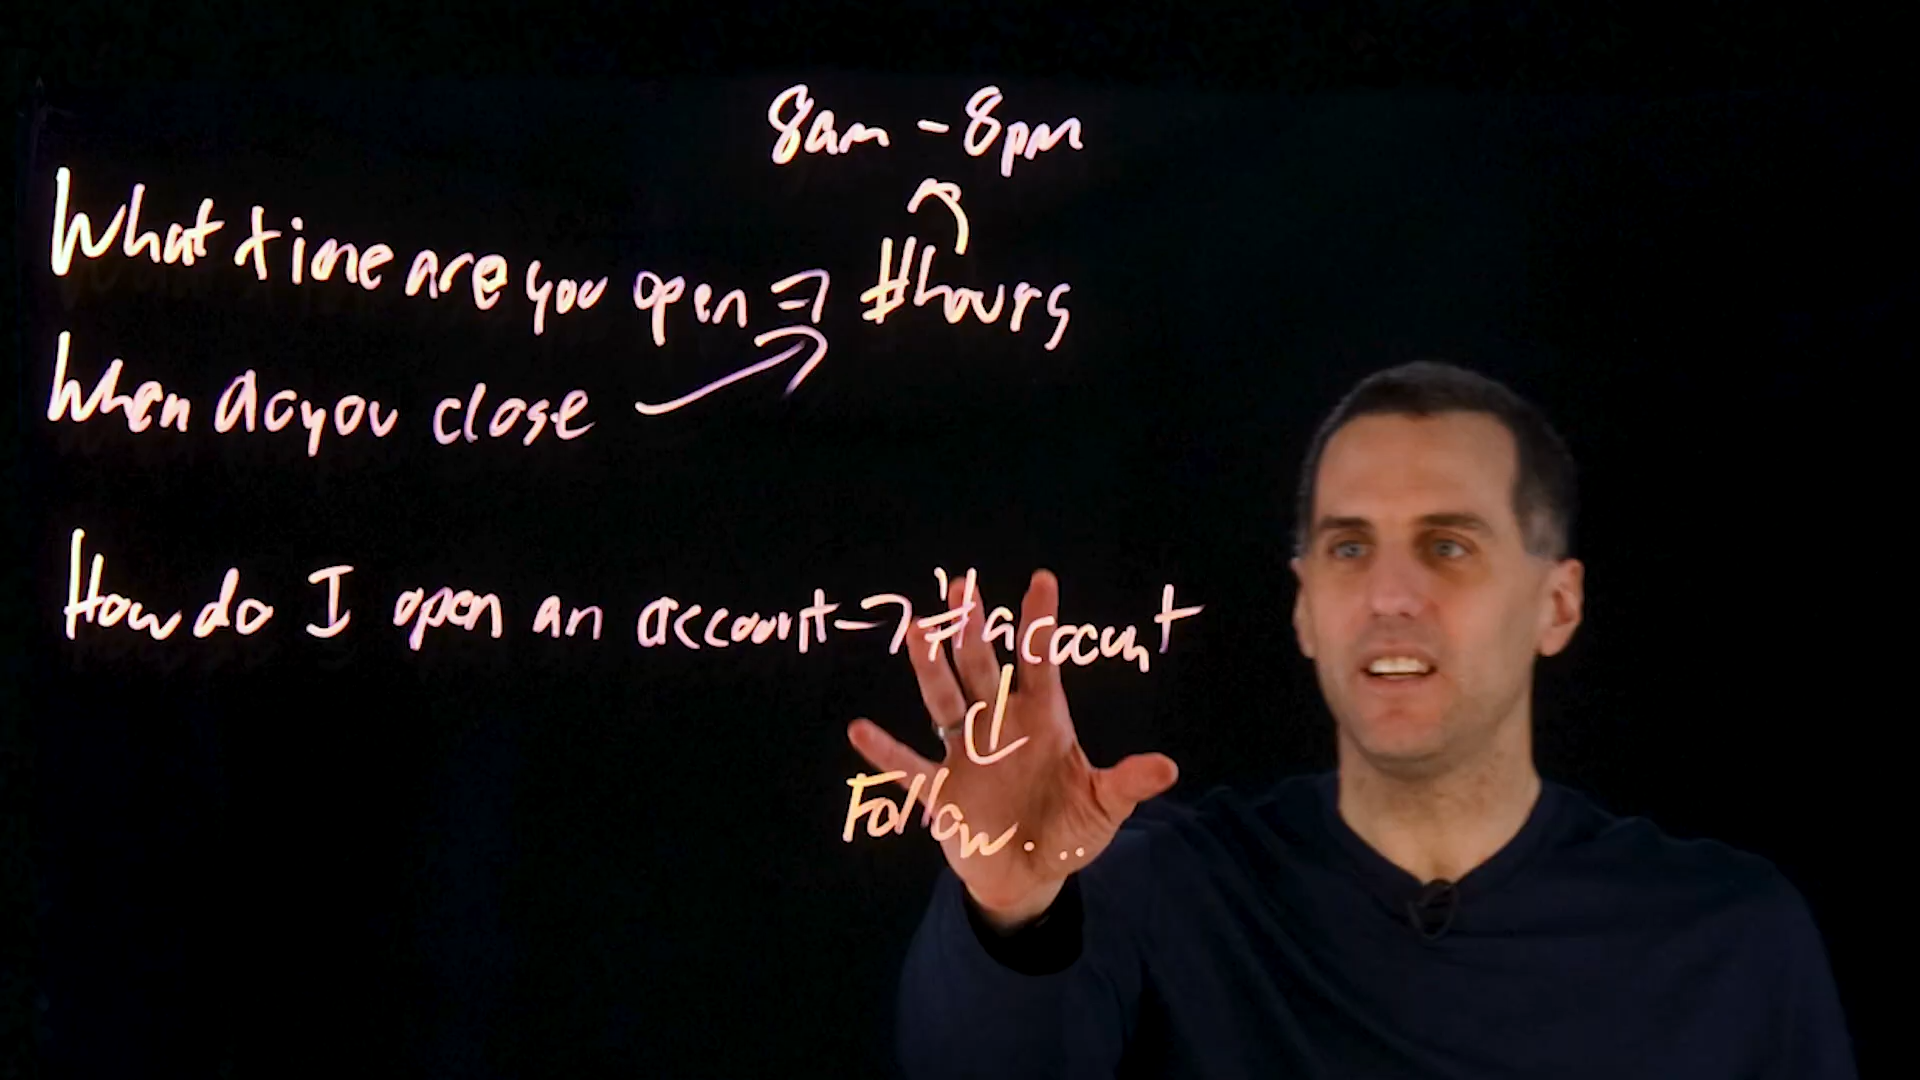 8am - 8pm
What time are you open → #hours
When do you close
How do I open an account → #account
Follow...